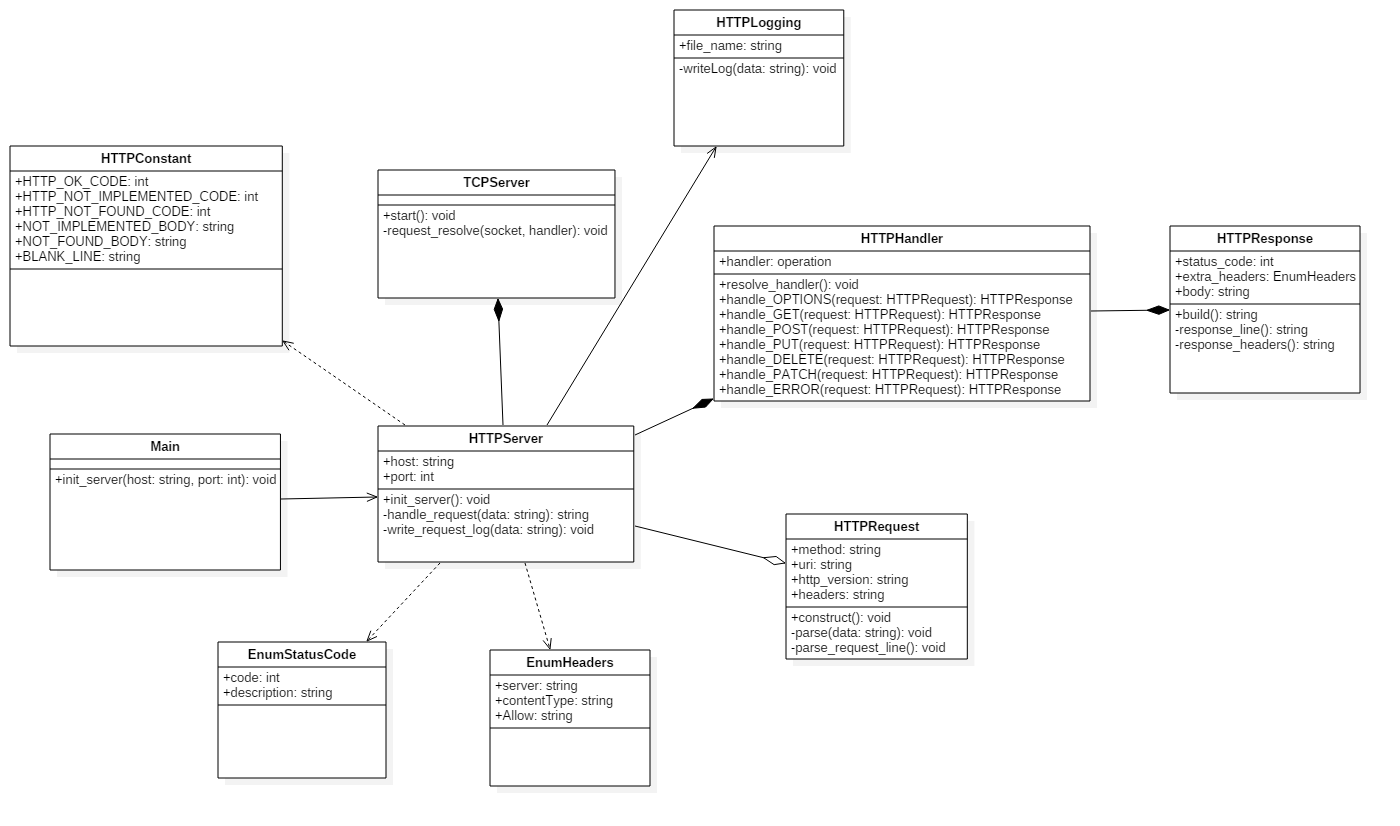 HTTPLogging
+file_name: string
-writeLog(data: string): void
HTTPConstant
+HTTP_OK_CODE: int
+HTTP_NOT_IMPLEMENTED_CODE: int
+HTTP_NOT_FOUND_CODE: int
+NOT_IMPLEMENTED_BODY: string
+NOT_FOUND_BODY: string
+BLANK_LINE: string
TCPServer
+start(): void
-request_resolve(socket, handler): void
HTTPHandler
+handler: operation
+resolve_handler(): void
+handle_OPTIONS(request: HTTPRequest): HTTPResponse
+handle_GET(request: HTTPRequest): HTTPResponse
+handle_POST(request: HTTPRequest): HTTPResponse
+handle_PUT(request: HTTPRequest): HTTPResponse
+handle_DELETE(request: HTTPRequest): HTTPResponse
+handle_PATCH(request: HTTPRequest): HTTPResponse
+handle_ERROR(request: HTTPRequest): HTTPResponse
HTTPResponse
+status_code: int
+extra_headers: EnumHeaders
+body: string
+build(): string
-response_line(): string
-response_headers(): string
Main
+init_server(host: string, port: int): void
HTTPServer
+host: string
+port: int
+init_server(): void
-handle_request(data: string): string
-write_request_log(data: string): void
HTTPRequest
+method: string
+uri: string
+http_version: string
+headers: string
+construct(): void
-parse(data: string): void
-parse_request_line(): void
EnumStatusCode
+code: int
+description: string
EnumHeaders
+server: string
+contentType: string
+Allow: string